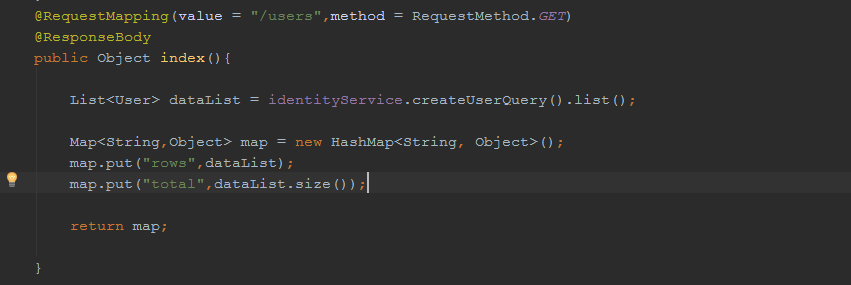 @RequestMapping(value = "/users",method = RequestMethod.GET)
@ResponseBody
public Object index(){
List<User> dataList = identityService.createUserQuery().list();
Map<String,Object> map = new HashMap<String, Object>();
map.put("rows",dataList);
map.put("total",dataList.size());
return map;
}